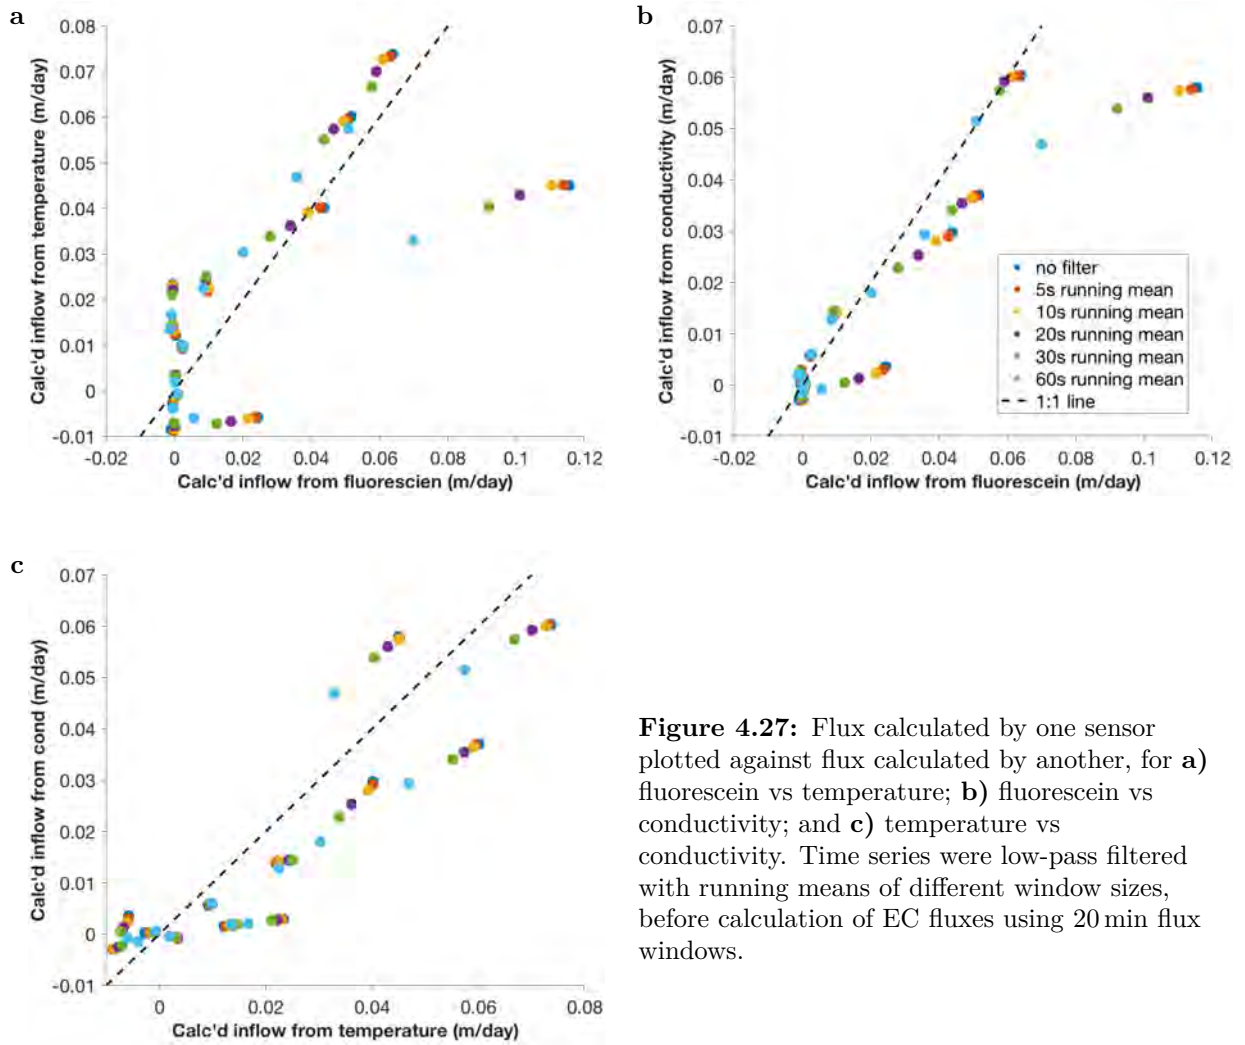 a
0.08
0.07
0.06
0.05
0.04
0.03
0.02
0.01
0
-0.01
Calc'd inflow from temperature (m/day)
-0.02 0 0.02 0.04 0.06 0.08 0.1 0.12
Calc'd inflow from fluorescien (m/day)
b
0.07
0.06
0.05
0.04
0.03
0.02
0.01
0
-0.01
Calc'd inflow from conductivity (m/day)
no filter
5s running mean
10s running mean
20s running mean
30s running mean
60s running mean
1:1 line
-0.02 0 0.02 0.04 0.06 0.08 0.1 0.12
Calc'd inflow from fluorescein (m/day)
c
0.07
0.06
0.05
0.04
0.03
0.02
0.01
0
-0.01
Calc'd inflow from cond (m/day)
0 0.02 0.04 0.06 0.08
Calc'd inflow from temperature (m/day)
Figure 4.27: Flux calculated by one sensor
plotted against flux calculated by another, for a)
fluorescein vs temperature; b) fluorescein vs
conductivity; and c) temperature vs
conductivity. Time series were low-pass filtered
with running means of different window sizes,
before calculation of EC fluxes using 20 min flux
windows.